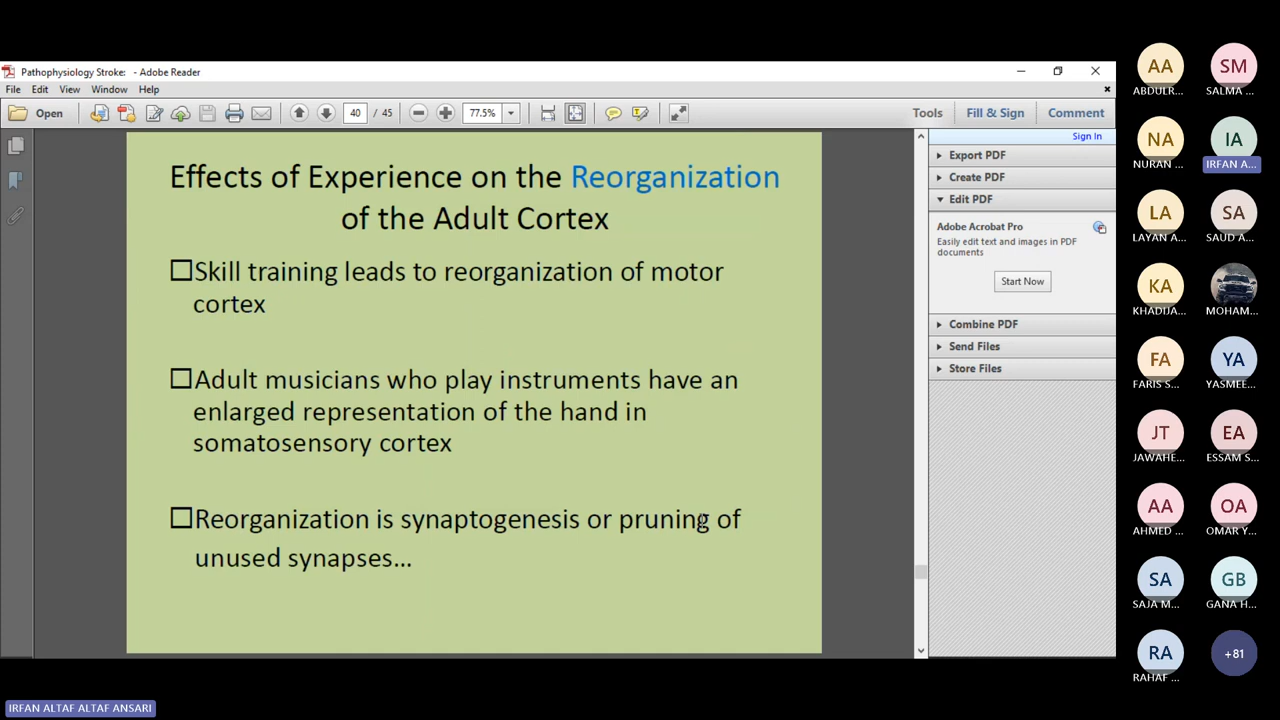 Pathophysiology Stroke: - Adobe Reader
File Edit View Window Help
Open 40 / 45 77.5% Tools Fill & Sign Comment
Sign In
Export PDF
Create PDF
Edit PDF
Adobe Acrobat Pro
Easily edit text and images in PDF
documents
Start Now
Combine PDF
Send Files
Store Files
Effects of Experience on the Reorganization
of the Adult Cortex
Skill training leads to reorganization of motor
cortex
Adult musicians who play instruments have an
enlarged representation of the hand in
somatosensory cortex
Reorganization is synaptogenesis or pruning of
unused synapses...
AA SM
ABDULR... SALMA ...
NA IA
NURAN ... IRFAN A...
LA SA
LAYAN A... SAUD A...
KA
KHADIJA... MOHAM...
FA YA
FARIS S... YASMEE...
JT EA
JAWAHE... ESSAM S...
AA OA
AHMED ... OMAR Y...
SA GB
SAJA M... GANA H...
RA +81
RAHAF ...
IRFAN ALTAF ALTAF ANSARI